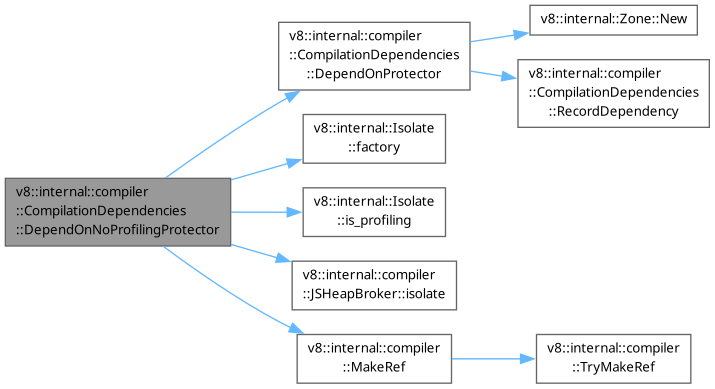 v8::internal::compiler
::CompilationDependencies
::DependOnNoProfilingProtector
v8::internal::compiler
::CompilationDependencies
::DependOnProtector
v8::internal::Zone::New
v8::internal::compiler
::CompilationDependencies
::RecordDependency
v8::internal::Isolate
::factory
v8::internal::Isolate
::is_profiling
v8::internal::compiler
::JSHeapBroker::isolate
v8::internal::compiler
::MakeRef
v8::internal::compiler
::TryMakeRef